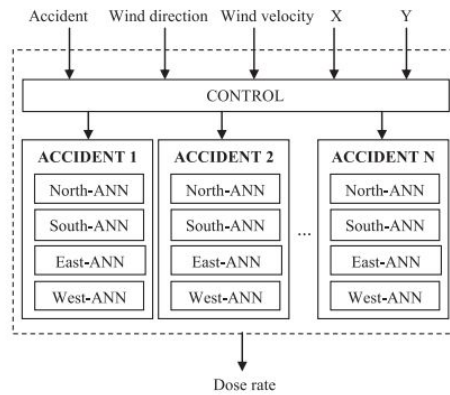 Accident Wind direction Wind velocity X Y
CONTROL
ACCIDENT 1 ACCIDENT 2 ACCIDENT N
North-ANN North-ANN North-ANN
South-ANN South-ANN South-ANN
...
East-ANN East-ANN East-ANN
West-ANN West-ANN West-ANN
Dose rate